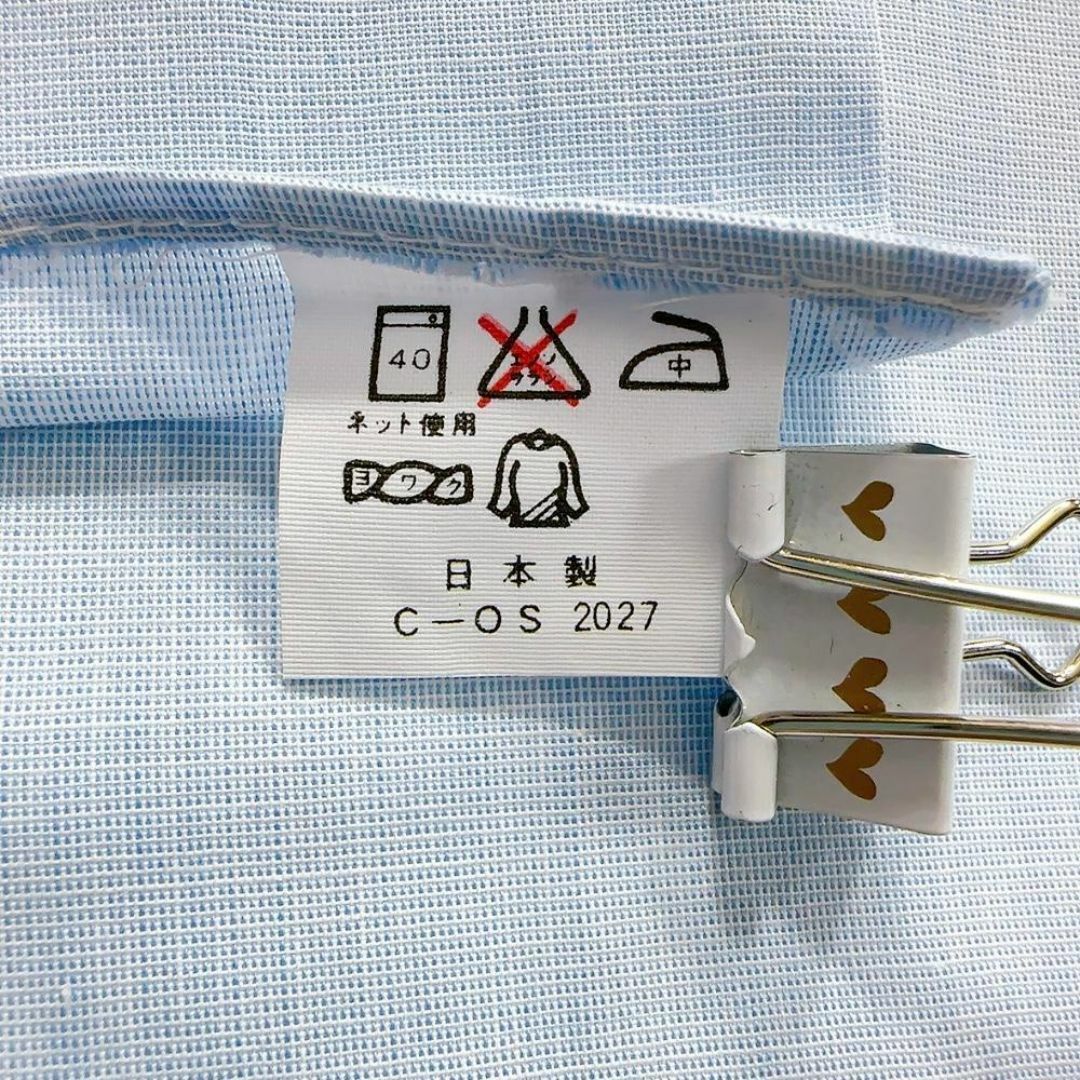 40
エンソ
サラシ
中
ネット使用
ヨワク
日本製
C－OS 2027